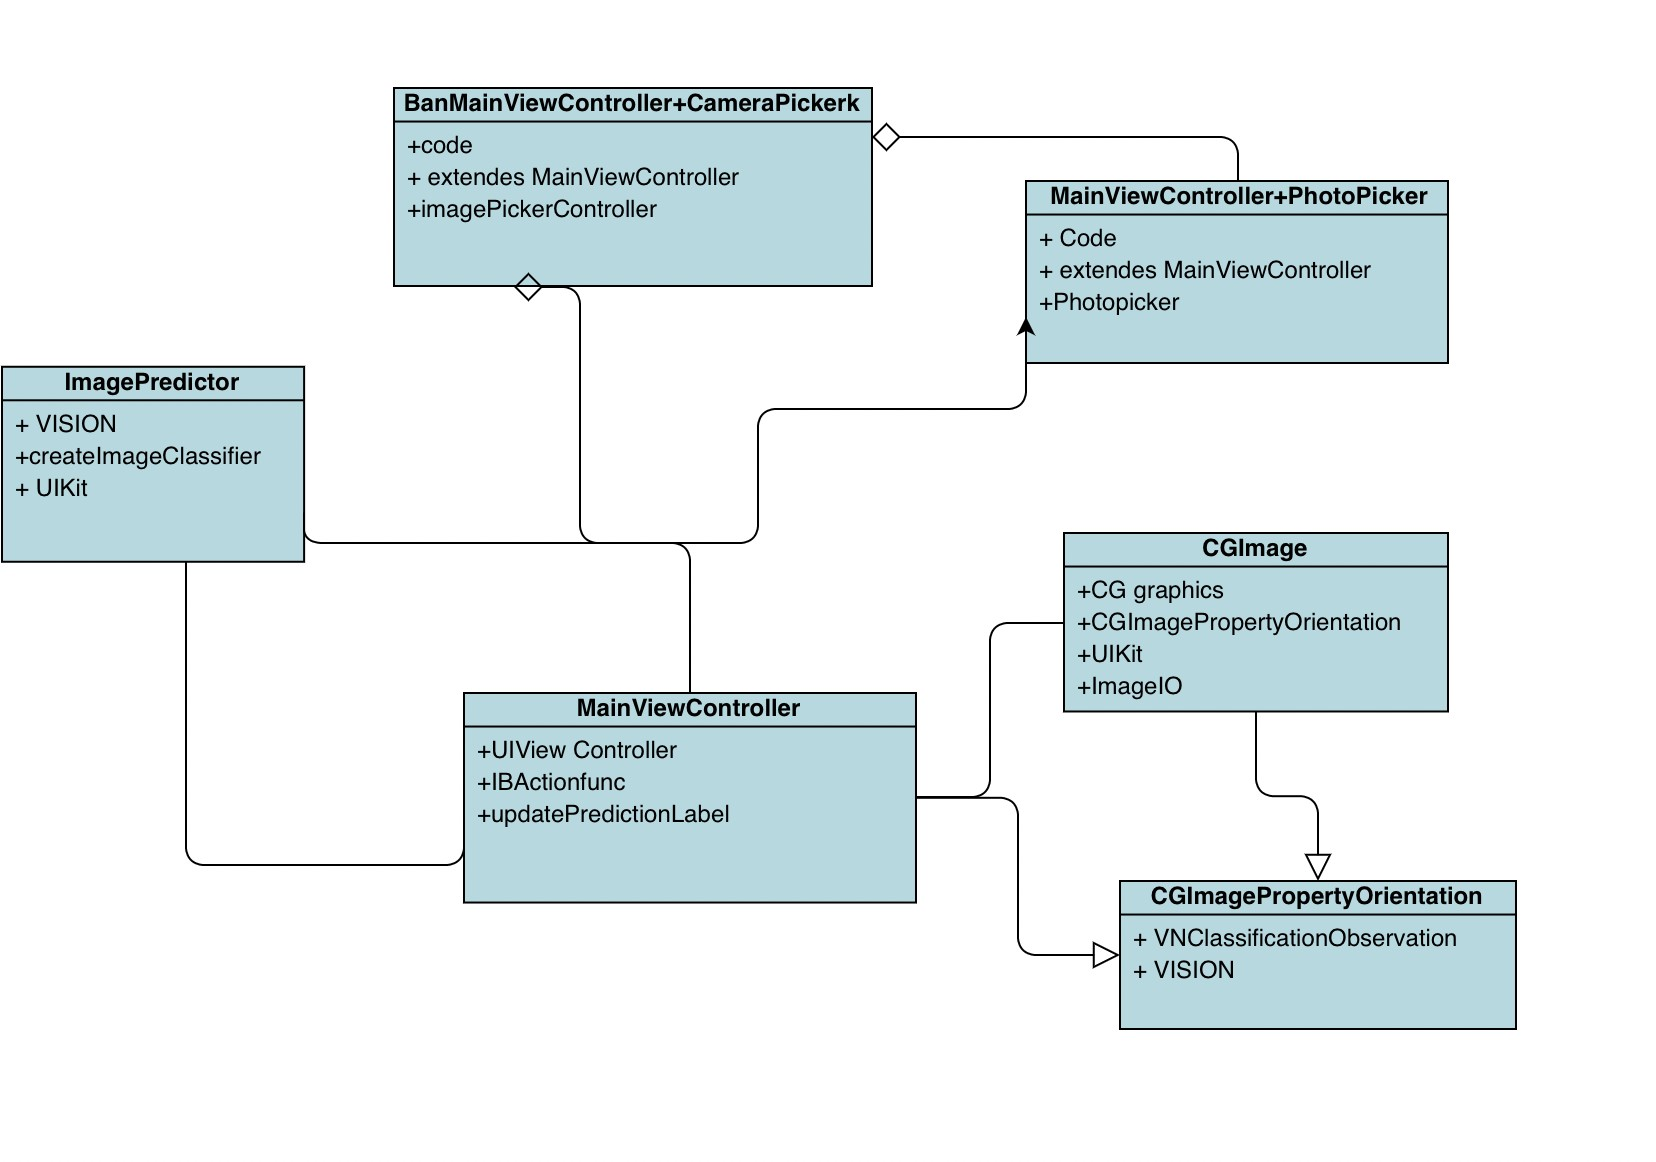 BanMainViewController+CameraPickerk
+code
+ extendes MainViewController
+imagePickerController
MainViewController+PhotoPicker
+ Code
+ extendes MainViewController
+Photopicker
ImagePredictor
+ VISION
+createImageClassifier
+ UIKit
CGImage
+CG graphics
+CGImagePropertyOrientation
+UIKit
+ImageIO
MainViewController
+UIView Controller
+IBActionfunc
+updatePredictionLabel
CGImagePropertyOrientation
+ VNClassificationObservation
+ VISION